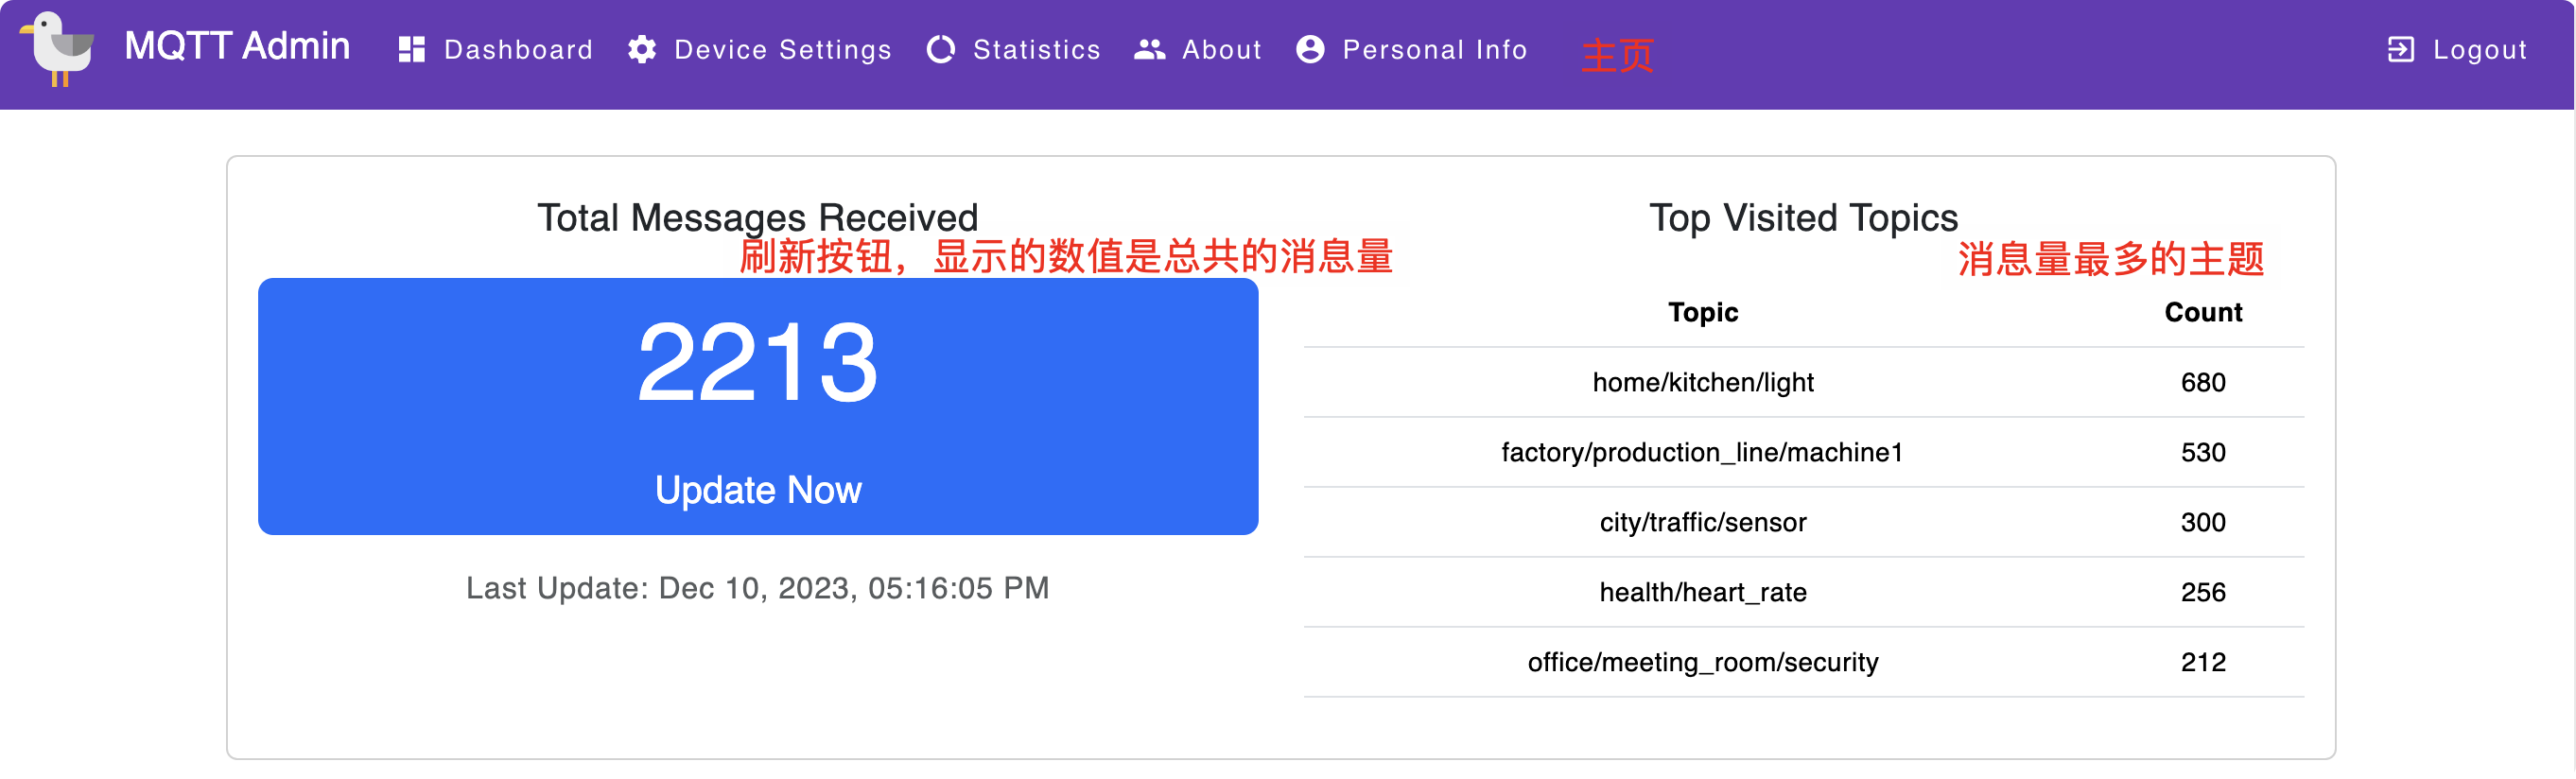 MQTT Admin Dashboard Device Settings Statistics About Personal Info 主页 Logout
Total Messages Received
刷新按钮，显示的数值是总共的消息量
2213
Update Now
Last Update: Dec 10, 2023, 05:16:05 PM
Top Visited Topics
消息量最多的主题
Topic Count
home/kitchen/light 680
factory/production_line/machine1 530
city/traffic/sensor 300
health/heart_rate 256
office/meeting_room/security 212